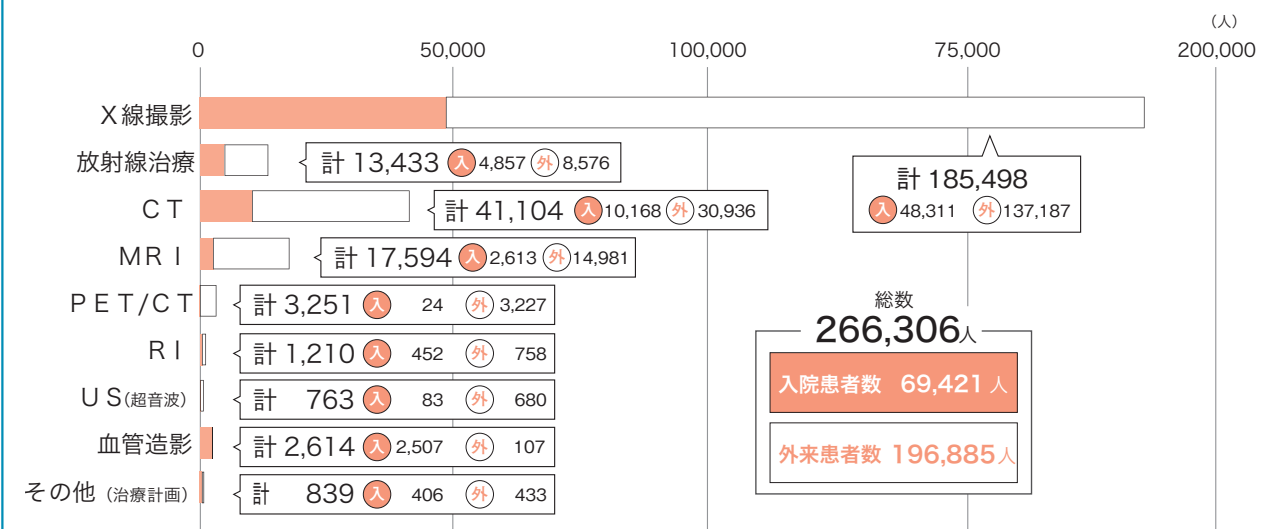 （人）
0 50,000 100,000 75,000 200,000
X線撮影
計 185,498
入 48,311 外 137,187
放射線治療 計 13,433 入 4,857 外 8,576
CT 計 41,104 入 10,168 外 30,936
MRI 計 17,594 入 2,613 外 14,981
PET/CT 計 3,251 入 24 外 3,227
RI 計 1,210 入 452 外 758
US(超音波) 計 763 入 83 外 680
血管造影 計 2,614 入 2,507 外 107
その他（治療計画） 計 839 入 406 外 433
総数
266,306人
入院患者数 69,421 人
外来患者数 196,885人